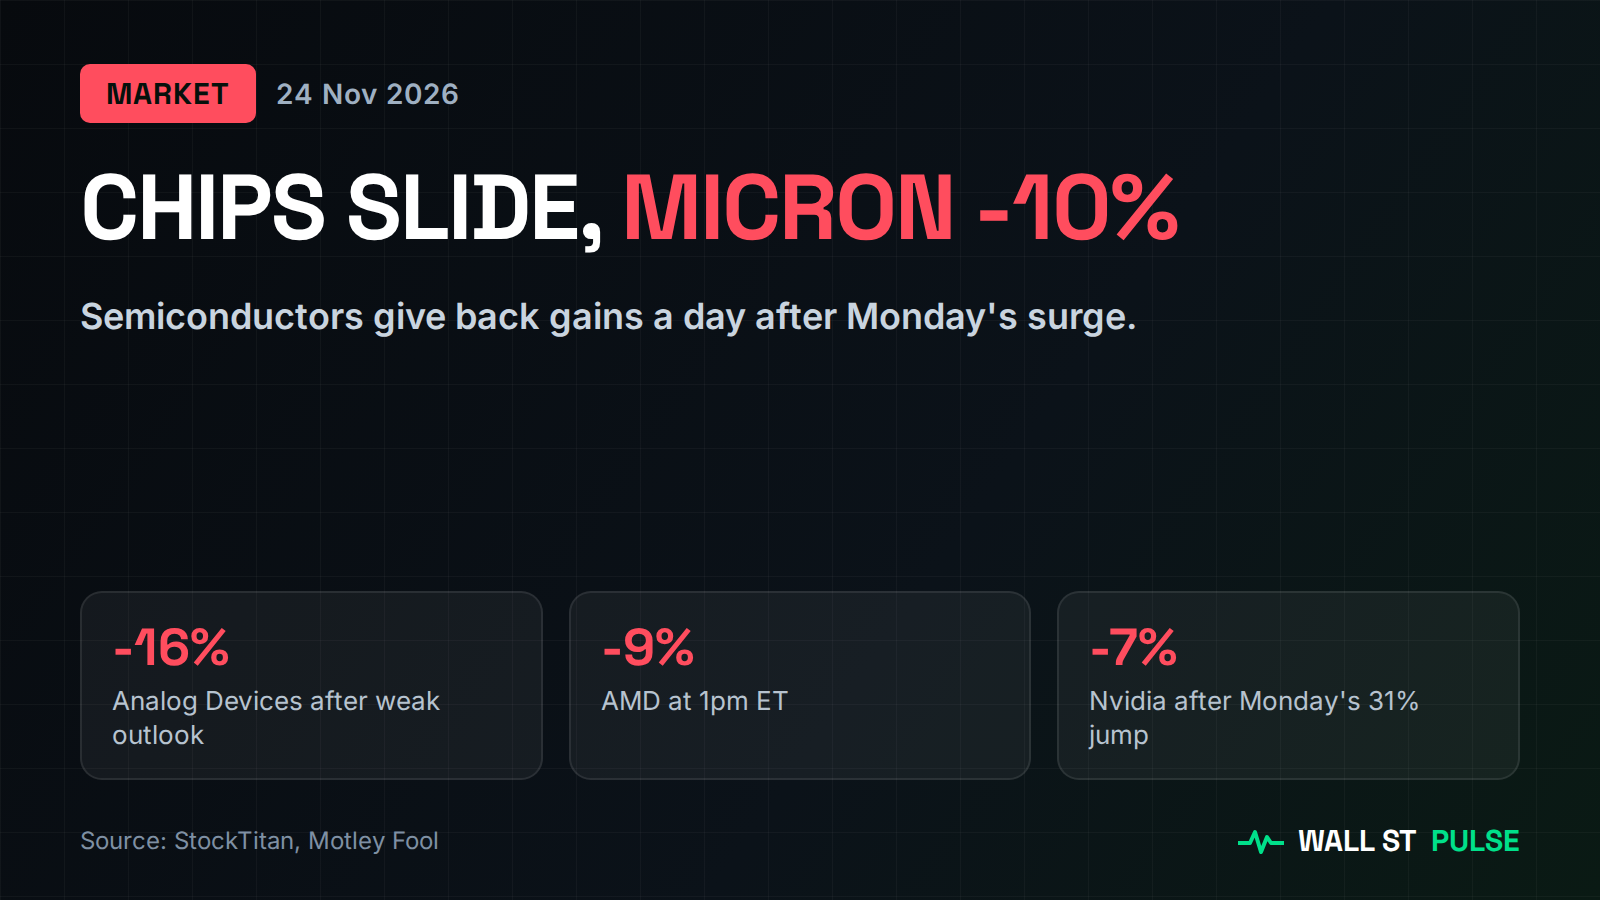 MARKET 24 Nov 2026
CHIPS SLIDE, MICRON -10%
Semiconductors give back gains a day after Monday's surge.
-16%
Analog Devices after weak
outlook
-9%
AMD at 1pm ET
-7%
Nvidia after Monday's 31%
jump
Source: StockTitan, Motley Fool
WALL ST PULSE